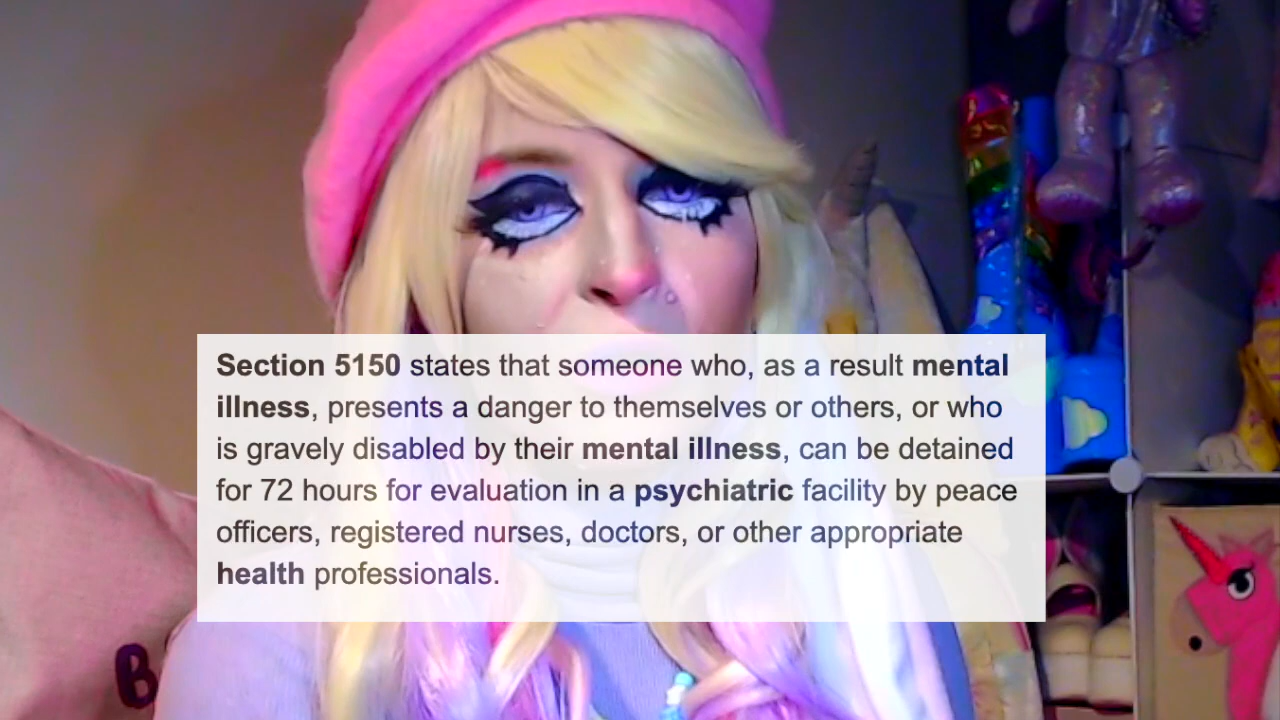 Section 5150 states that someone who, as a result mental
illness, presents a danger to themselves or others, or who
is gravely disabled by their mental illness, can be detained
for 72 hours for evaluation in a psychiatric facility by peace
officers, registered nurses, doctors, or other appropriate
health professionals.
B